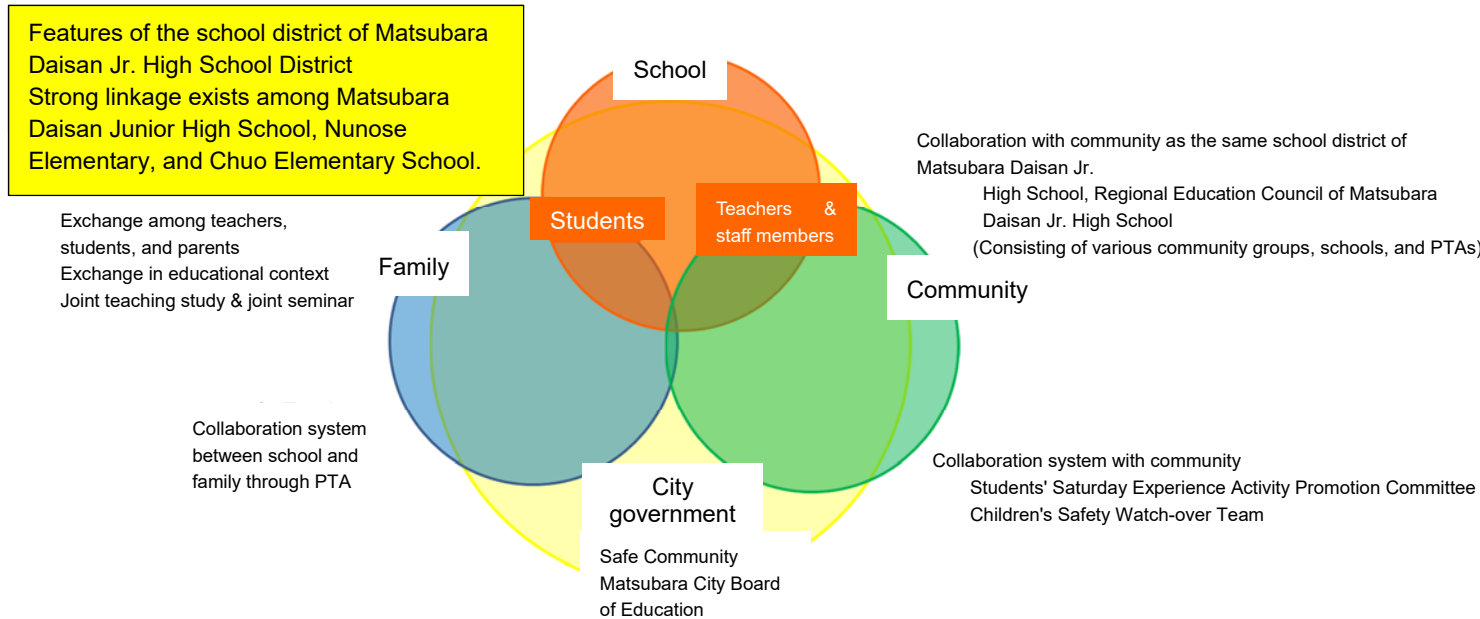 Features of the school district of Matsubara
Daisan Jr. High School District
Strong linkage exists among Matsubara
Daisan Junior High School, Nunose
Elementary, and Chuo Elementary School.
School
Collaboration with community as the same school district of
Matsubara Daisan Jr.
High School, Regional Education Council of Matsubara
Daisan Jr. High School
(Consisting of various community groups, schools, and PTAs)
Exchange among teachers,
students, and parents
Exchange in educational context
Joint teaching study & joint seminar
Students
Teachers &
staff members
Family
Community
Collaboration system
between school and
family through PTA
City
government
Safe Community
Matsubara City Board
of Education
Collaboration system with community
Students' Saturday Experience Activity Promotion Committee
Children's Safety Watch-over Team